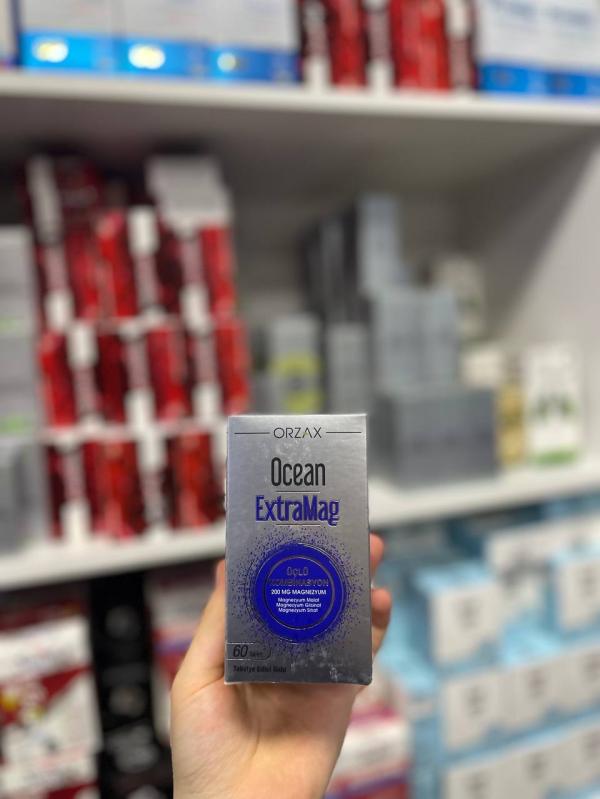 ORZAX
Ocean
ExtraMag
ÜÇLÜ
KOMBİNASYON
200 MG MAGNEZYUM
Magnezyum Malat
Magnezyum Glisinat
Magnezyum Sitrat
60 Tablet
Takviye Edici Gıda